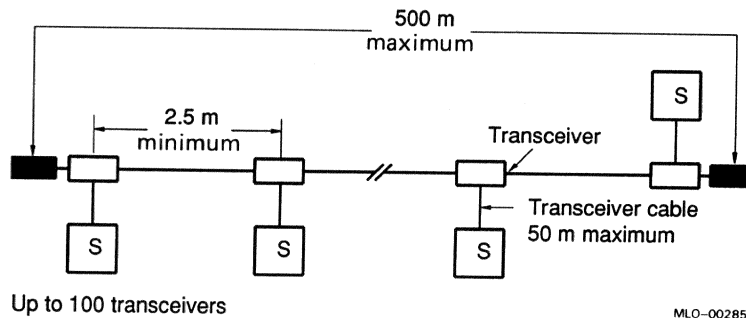 500 m
maximum
S
2.5 m
minimum
Transceiver
Transceiver cable
50 m maximum
S
S
S
Up to 100 transceivers
MLO-00285